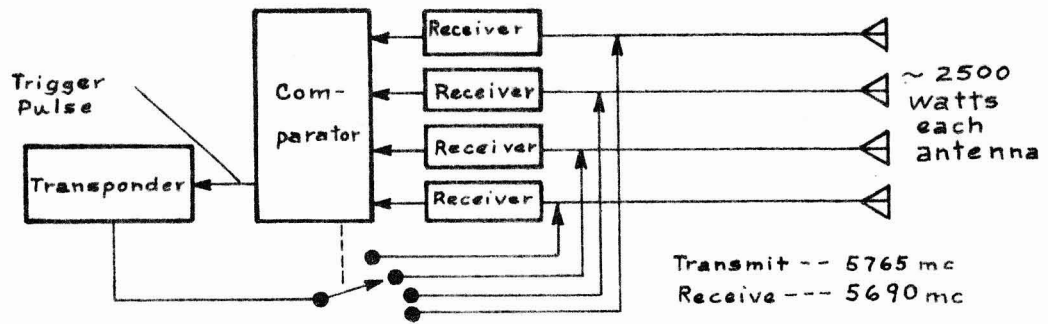 Receiver
Receiver
Receiver
Receiver
Com-
parator
Trigger
Pulse
Transponder
~ 2500
watts
each
antenna
Transmit -- 5765 mc
Receive --- 5690 mc